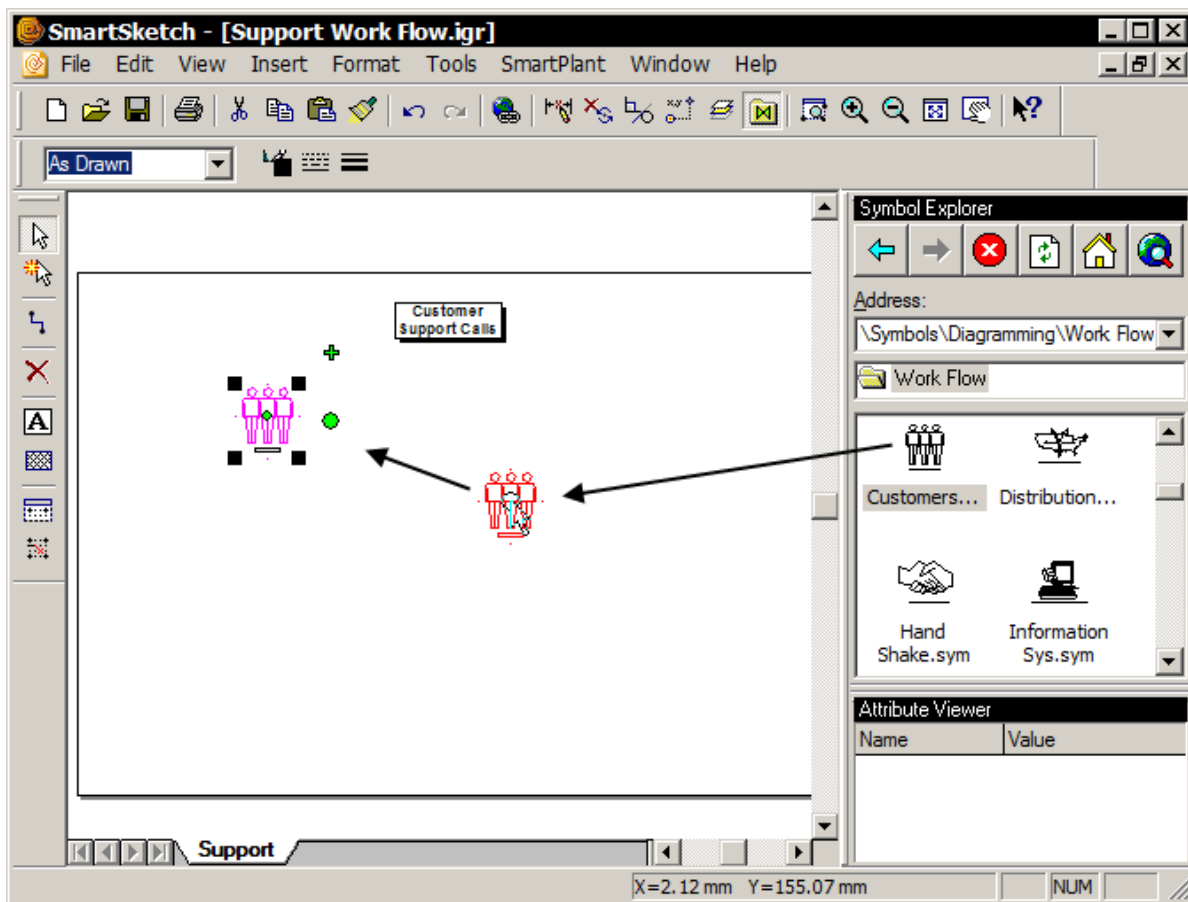 SmartSketch - [Support Work Flow.igr]
File Edit View Insert Format Tools SmartPlant Window Help
As Drawn
Symbol Explorer
Address:
\Symbols\Diagramming\Work Flow
Work Flow
Customer
Support Calls
Customers... Distribution...
Hand
Shake.sym
Information
Sys.sym
Attribute Viewer
Name Value
Support
X=2.12 mm Y=155.07 mm
NUM